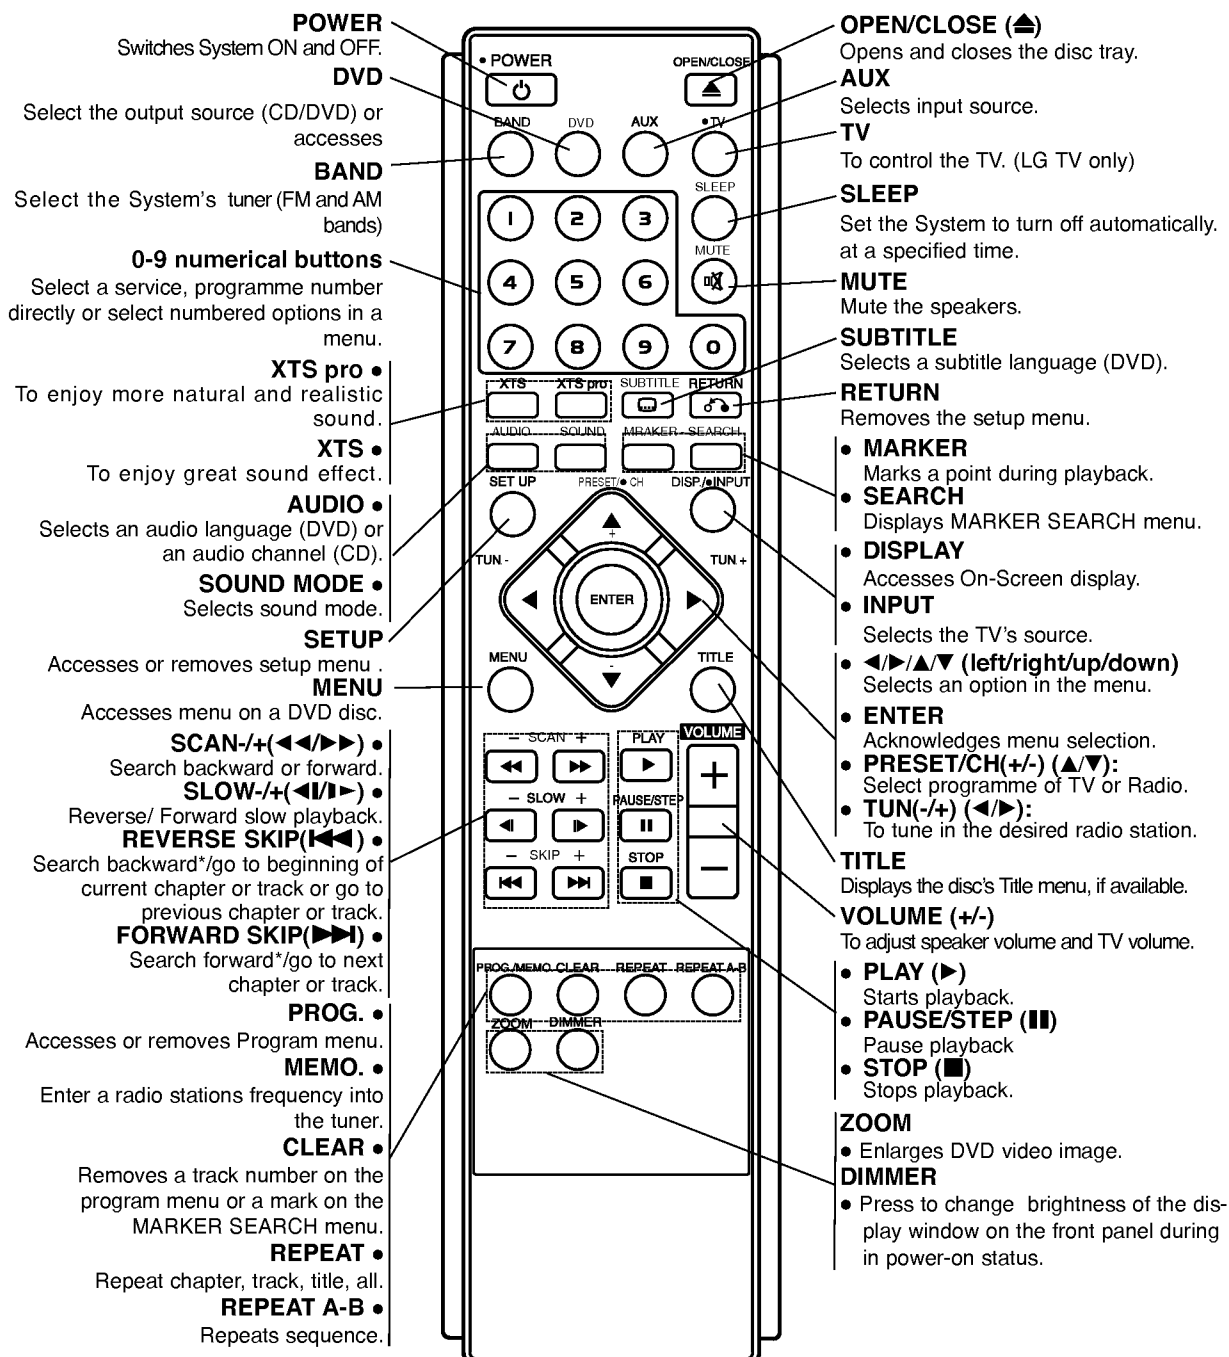 POWER
Switches System ON and OFF.
DVD
Select the output source (CD/DVD) or
accesses
BAND
Select the System's tuner (FM and AM
bands)
0-9 numerical buttons
Select a service, programme number
directly or select numbered options in a
menu.
XTS pro ●
To enjoy more natural and realistic
sound.
XTS ●
To enjoy great sound effect.
AUDIO ●
Selects an audio language (DVD) or
an audio channel (CD).
SOUND MODE ●
Selects sound mode.
SETUP
Accesses or removes setup menu .
MENU
Accesses menu on a DVD disc.
SCAN-/+(◀◀/▶▶) ●
Search backward or forward.
SLOW-/+(◀I/I▶) ●
Reverse/ Forward slow playback.
REVERSE SKIP(I◀◀ ) ●
Search backward*/go to beginning of
current chapter or track or go to
previous chapter or track.
FORWARD SKIP(▶▶I) ●
Search forward*/go to next
chapter or track.
PROG. ●
Accesses or removes Program menu.
MEMO. ●
Enter a radio stations frequency into
the tuner.
CLEAR ●
Removes a track number on the
program menu or a mark on the
MARKER SEARCH menu.
REPEAT ●
Repeat chapter, track, title, all.
REPEAT A-B ●
Repeats sequence.
● POWER
OPEN/CLOSE
BAND
DVD
AUX
● TV
SLEEP
1
2
3
MUTE
4
5
6
7
8
9
0
XTS
XTS pro
SUBTITLE
RETURN
AUDIO
SOUND
MRAKER - SEARCH
SET UP
PRESET/● CH
DISP./●INPUT
+
TUN -
TUN +
ENTER
-
MENU
TITLE
− SCAN +
PLAY
VOLUME
+
− SLOW +
PAUSE/STEP
− SKIP +
STOP
−
PROG./MEMO
CLEAR
REPEAT
REPEAT A-B
ZOOM
DIMMER
OPEN/CLOSE (⏏)
Opens and closes the disc tray.
AUX
Selects input source.
TV
To control the TV. (LG TV only)
SLEEP
Set the System to turn off automatically.
at a specified time.
MUTE
Mute the speakers.
SUBTITLE
Selects a subtitle language (DVD).
RETURN
Removes the setup menu.
● MARKER
Marks a point during playback.
● SEARCH
Displays MARKER SEARCH menu.
● DISPLAY
Accesses On-Screen display.
● INPUT
Selects the TV's source.
● ◀/▶/▲/▼ (left/right/up/down)
Selects an option in the menu.
● ENTER
Acknowledges menu selection.
● PRESET/CH(+/-) (▲/▼):
Select programme of TV or Radio.
● TUN(-/+) (◀/▶):
To tune in the desired radio station.
TITLE
Displays the disc's Title menu, if available.
VOLUME (+/-)
To adjust speaker volume and TV volume.
● PLAY (▶)
Starts playback.
● PAUSE/STEP (❚❚)
Pause playback
● STOP (■)
Stops playback.
ZOOM
● Enlarges DVD video image.
DIMMER
● Press to change brightness of the dis-
play window on the front panel during
in power-on status.